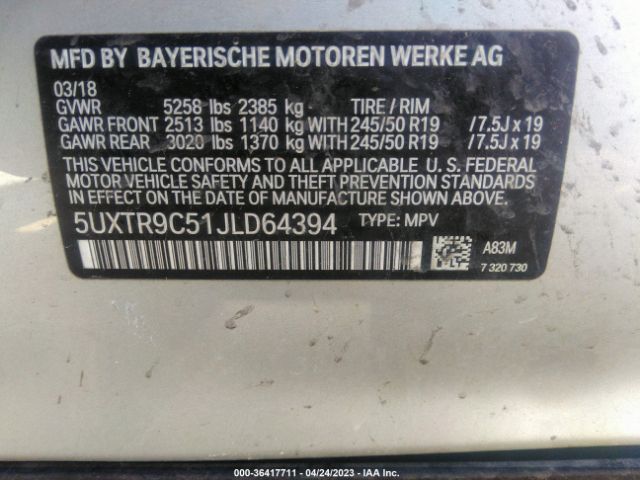 MFD BY BAYERISCHE MOTOREN WERKE AG
03/18
GVWR 5258 lbs 2385 kg TIRE / RIM
GAWR FRONT 2513 lbs 1140 kg WITH 245/50 R19 /7.5J x 19
GAWR REAR 3020 lbs 1370 kg WITH 245/50 R19 /7.5J x 19
THIS VEHICLE CONFORMS TO ALL APPLICABLE U. S. FEDERAL
MOTOR VEHICLE SAFETY AND THEFT PREVENTION STANDARDS
IN EFFECT ON THE DATE OF MANUFACTURE SHOWN ABOVE.
5UXTR9C51JLD64394 TYPE: MPV
A83M
7 320 730
000-36417711 - 04/24/2023 - IAA Inc.